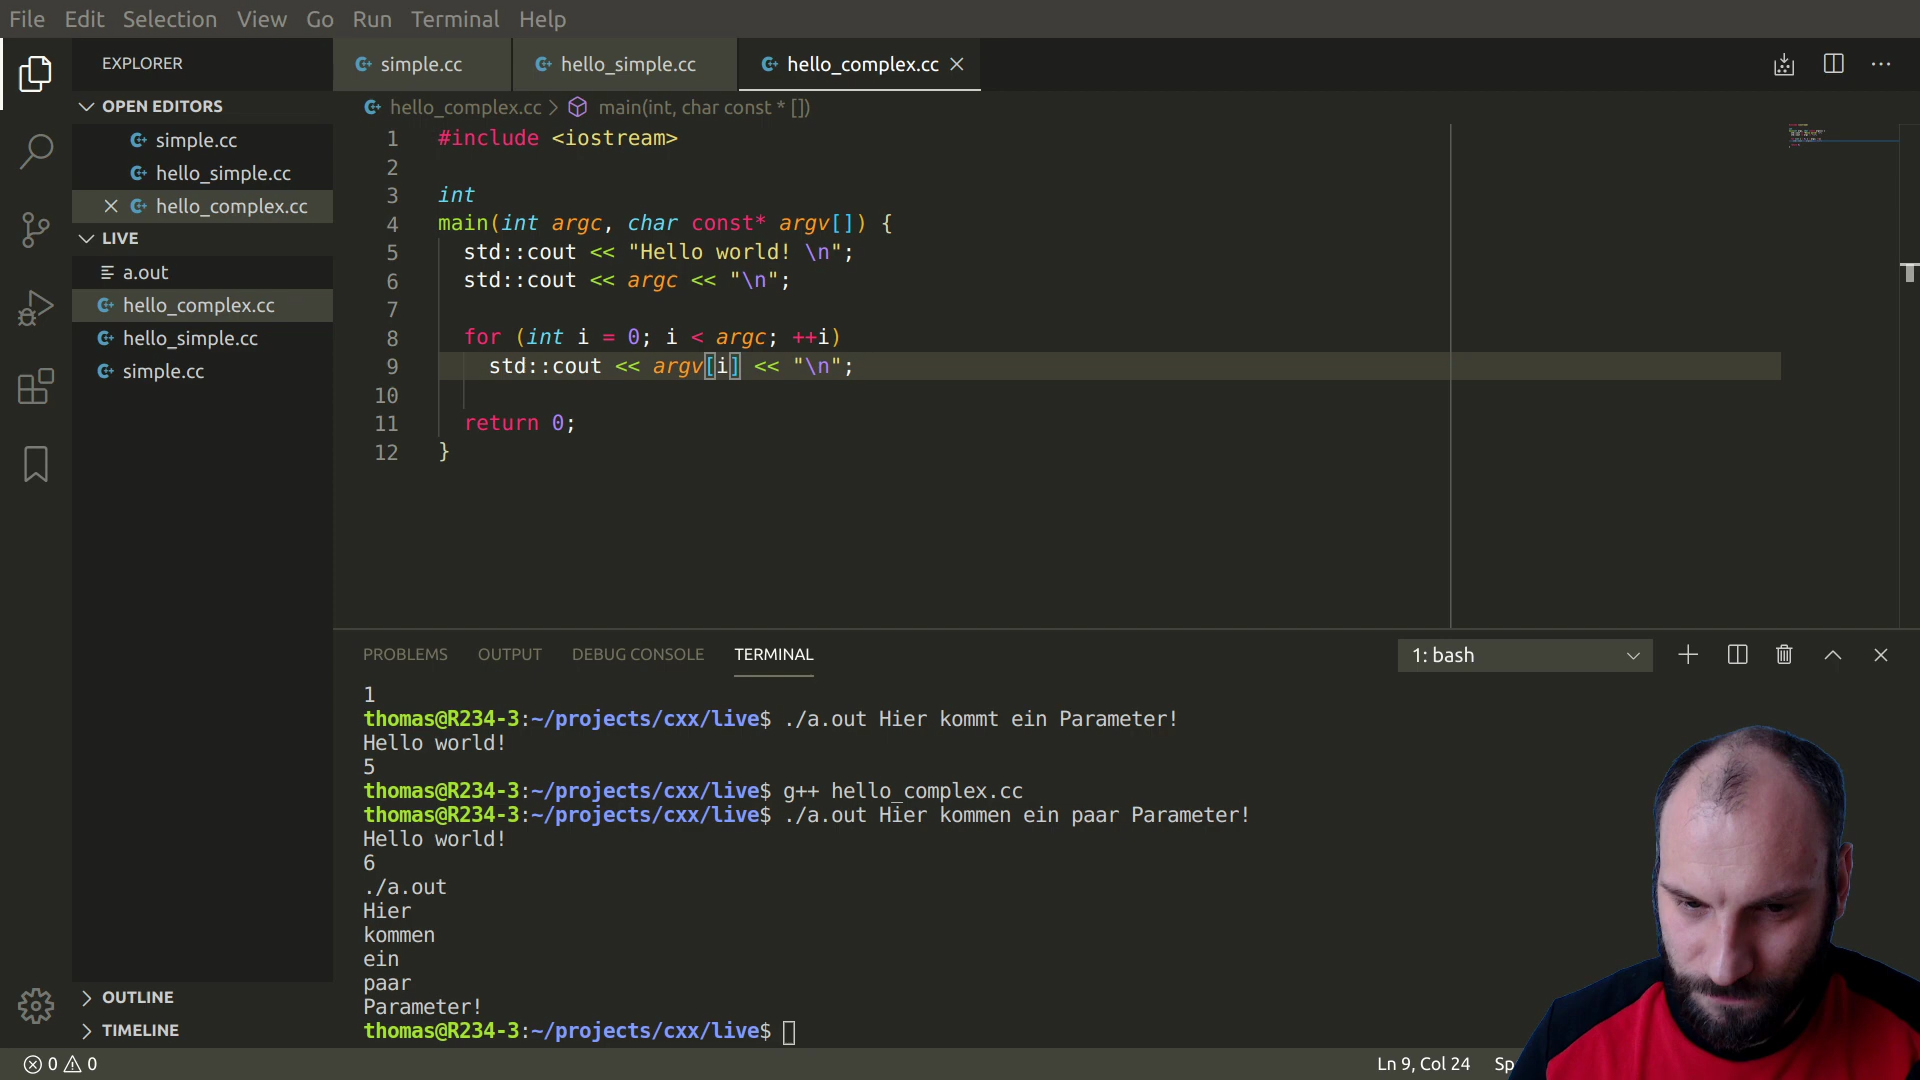 File Edit Selection View Go Run Terminal Help
EXPLORER
simple.cc
hello_simple.cc
hello_complex.cc
OPEN EDITORS
simple.cc
hello_simple.cc
hello_complex.cc
LIVE
a.out
hello_complex.cc
hello_simple.cc
simple.cc
OUTLINE
TIMELINE
hello_complex.cc > main(int, char const * [])
1 #include <iostream>
2
3 int
4 main(int argc, char const* argv[]) {
5 std::cout << "Hello world! \n";
6 std::cout << argc << "\n";
7
8 for (int i = 0; i < argc; ++i)
9 std::cout << argv[i] << "\n";
10
11 return 0;
12 }
PROBLEMS OUTPUT DEBUG CONSOLE TERMINAL 1: bash
1
thomas@R234-3:~/projects/cxx/live$ ./a.out Hier kommt ein Parameter!
Hello world!
5
thomas@R234-3:~/projects/cxx/live$ g++ hello_complex.cc
thomas@R234-3:~/projects/cxx/live$ ./a.out Hier kommen ein paar Parameter!
Hello world!
6
./a.out
Hier
kommen
ein
paar
Parameter!
thomas@R234-3:~/projects/cxx/live$
0 0 Ln 9, Col 24